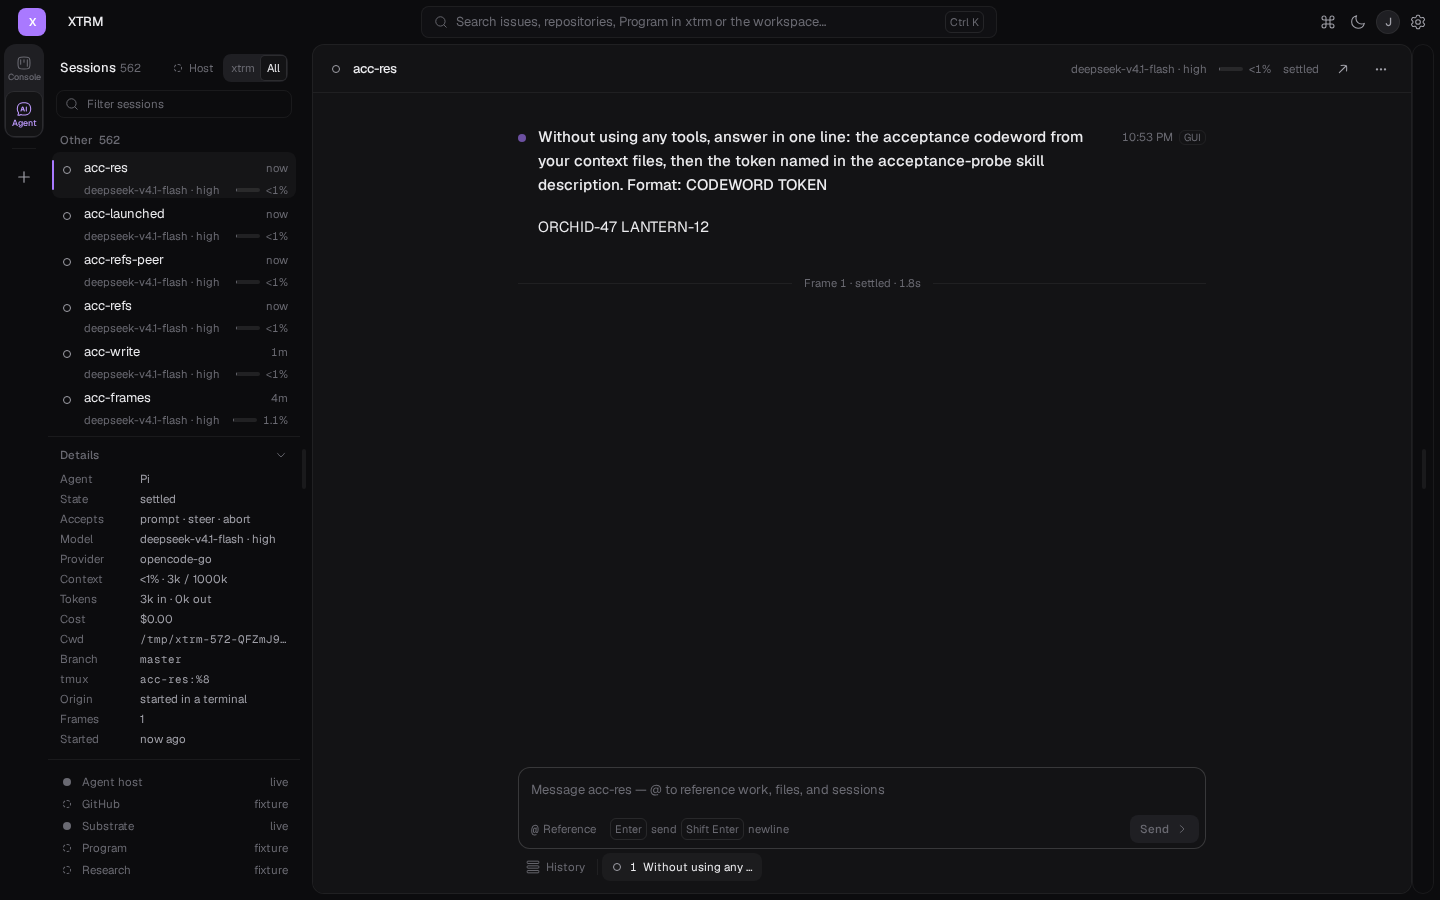 X
XTRM
Search issues, repositories, Program in xtrm or the workspace...
Ctrl K
J
Console
AI
Agent
Sessions 562
Host
xtrm
All
Filter sessions
Other 562
acc-res
now
deepseek-v4.1-flash · high
<1%
acc-launched
now
deepseek-v4.1-flash · high
<1%
acc-refs-peer
now
deepseek-v4.1-flash · high
<1%
acc-refs
now
deepseek-v4.1-flash · high
<1%
acc-write
1m
deepseek-v4.1-flash · high
<1%
acc-frames
4m
deepseek-v4.1-flash · high
1.1%
Details
Agent Pi
State settled
Accepts prompt · steer · abort
Model deepseek-v4.1-flash · high
Provider opencode-go
Context <1% · 3k / 1000k
Tokens 3k in · 0k out
Cost $0.00
Cwd /tmp/xtrm-572-QFZmJ9…
Branch master
tmux acc-res:%8
Origin started in a terminal
Frames 1
Started now ago
Agent host live
GitHub fixture
Substrate live
Program fixture
Research fixture
acc-res
deepseek-v4.1-flash · high
<1%
settled
Without using any tools, answer in one line: the acceptance codeword from
your context files, then the token named in the acceptance-probe skill
description. Format: CODEWORD TOKEN
10:53 PM GUI
ORCHID-47 LANTERN-12
Frame 1 · settled · 1.8s
Message acc-res — @ to reference work, files, and sessions
@ Reference
Enter send Shift Enter newline
Send
History
1 Without using any …